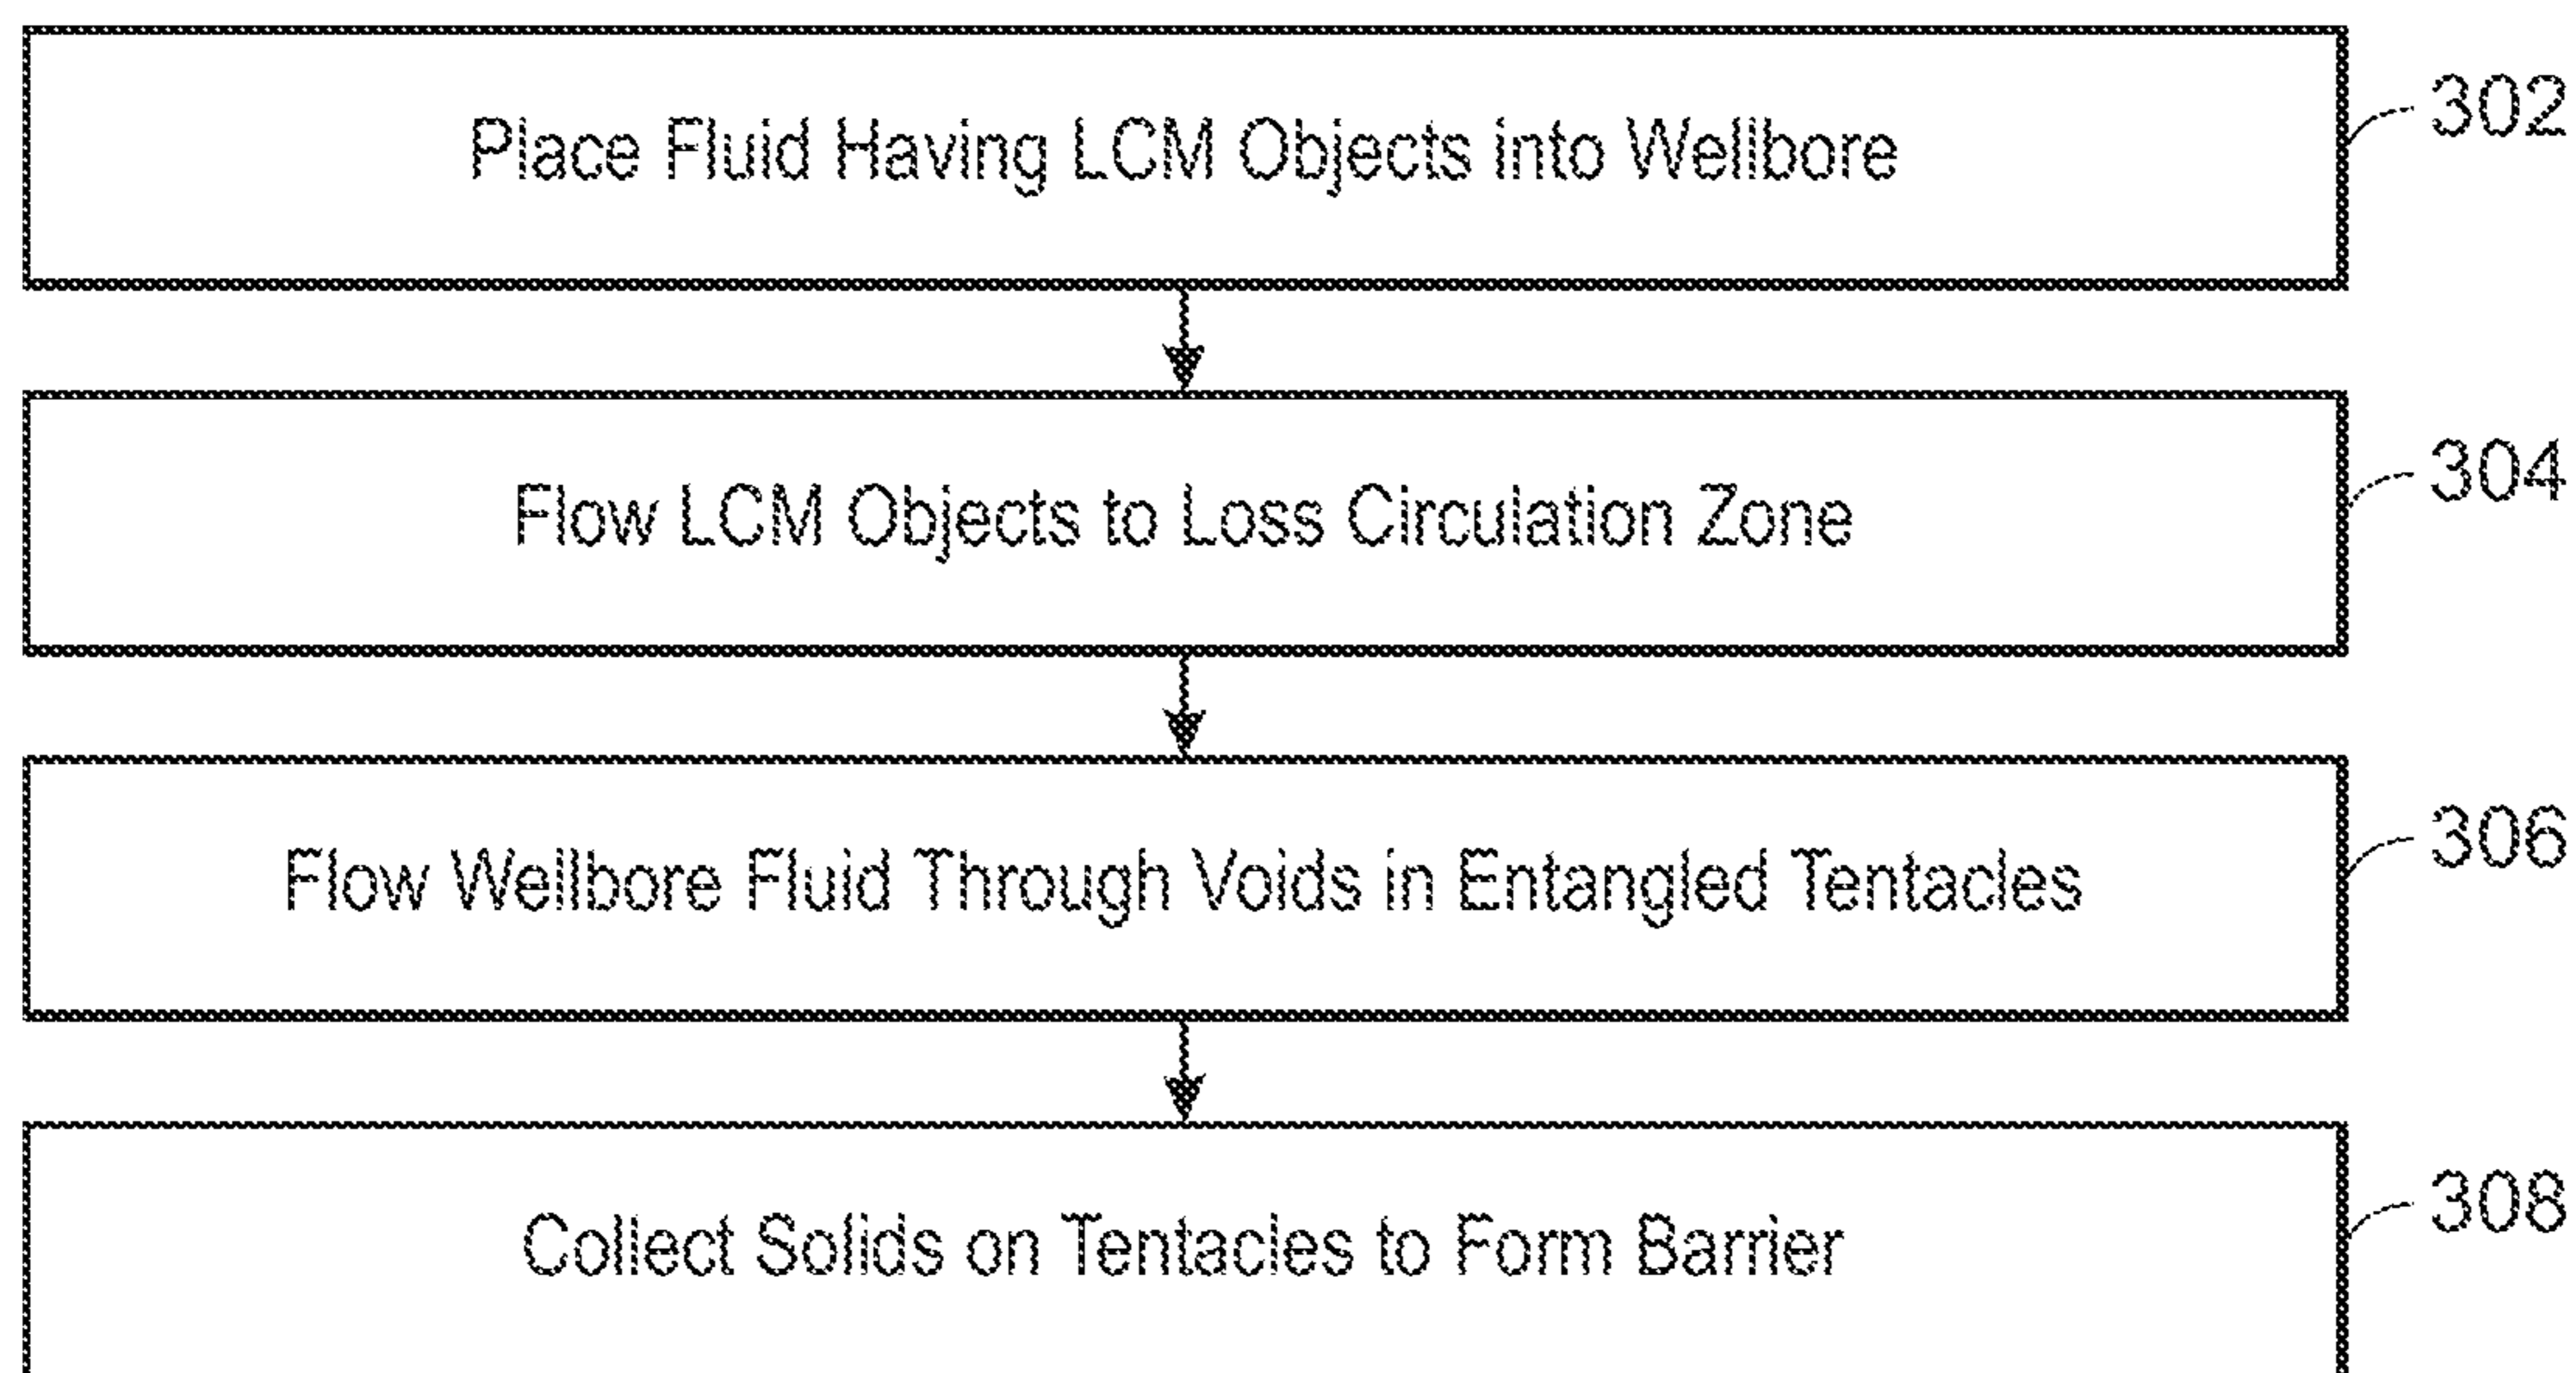 Place Fluid Having LCM Objects into Wellbore
302
Flow LCM Objects to Loss Circulation Zone
304
Flow Wellbore Fluid Through Voids in Entangled Tentacles
306
Collect Solids on Tentacles to Form Barrier
308